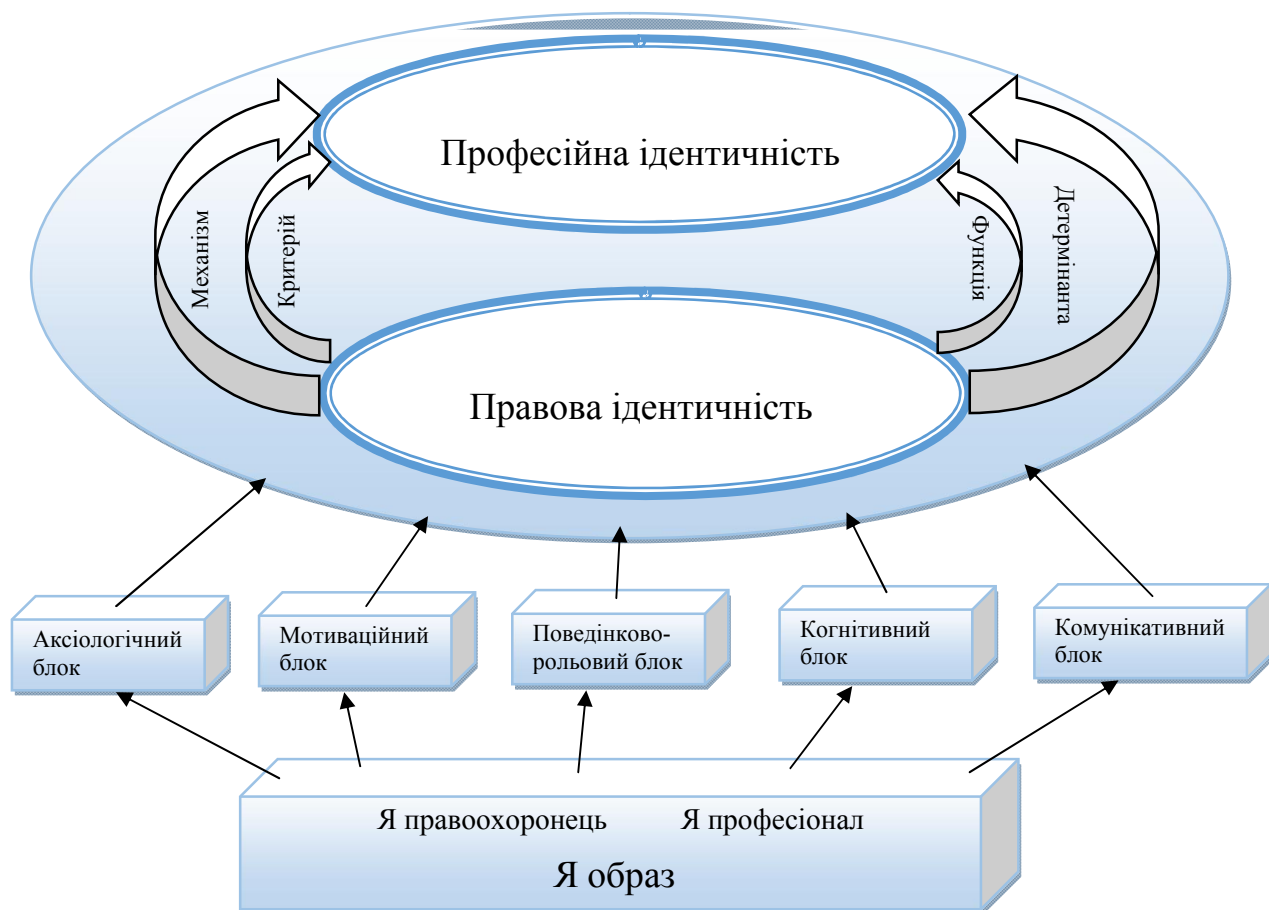 Професійна ідентичність
Механізм
Критерій
Функція
Детермінанта
Правова ідентичність
Аксіологічний
блок
Мотиваційний
блок
Поведінково-
рольовий блок
Когнітивний
блок
Комунікативний
блок
Я правоохоронець Я професіонал
Я образ